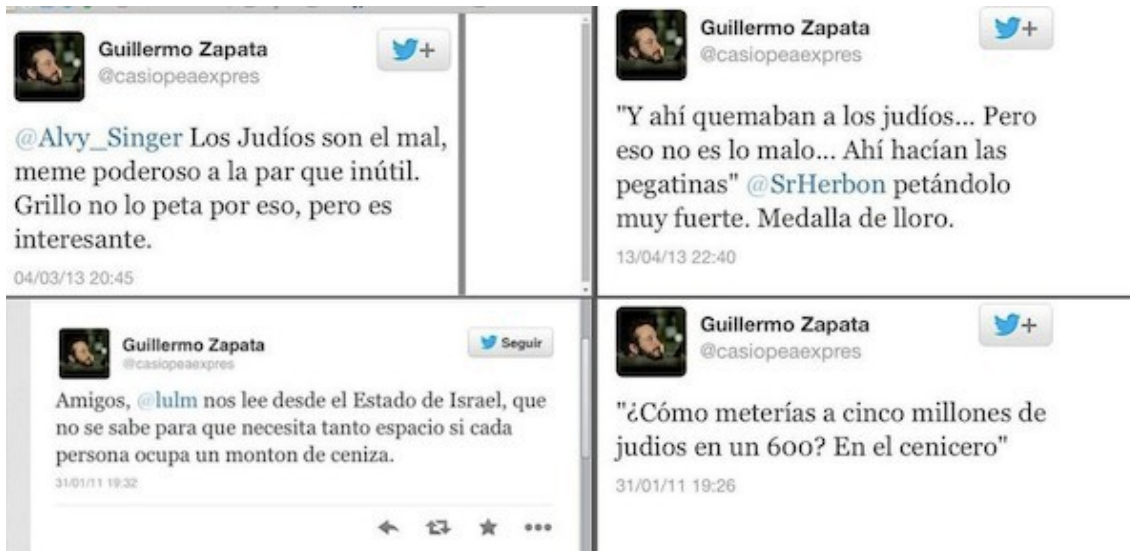 Guillermo Zapata
@casiopeaexpres
@Alvy_Singer Los Judíos son el mal,
meme poderoso a la par que inútil.
Grillo no lo peta por eso, pero es
interesante.
04/03/13 20:45
Guillermo Zapata
@casiopeaexpres
"Y ahí quemaban a los judíos... Pero
eso no es lo malo... Ahí hacían las
pegatinas" @SrHerbon petándolo
muy fuerte. Medalla de lloro.
13/04/13 22:40
Guillermo Zapata
@casiopeaexpres
Seguir
Amigos, @lulm nos lee desde el Estado de Israel, que
no se sabe para que necesita tanto espacio si cada
persona ocupa un monton de ceniza.
31/01/11 19:32
Guillermo Zapata
@casiopeaexpres
"¿Cómo meterías a cinco millones de
judios en un 600? En el cenicero"
31/01/11 19:26